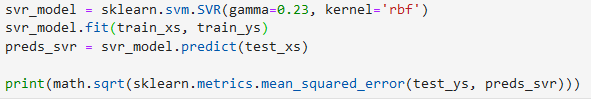 svr_model = sklearn.svm.SVR(gamma=0.23, kernel='rbf')
svr_model.fit(train_xs, train_ys)
preds_svr = svr_model.predict(test_xs)
print(math.sqrt(sklearn.metrics.mean_squared_error(test_ys, preds_svr)))